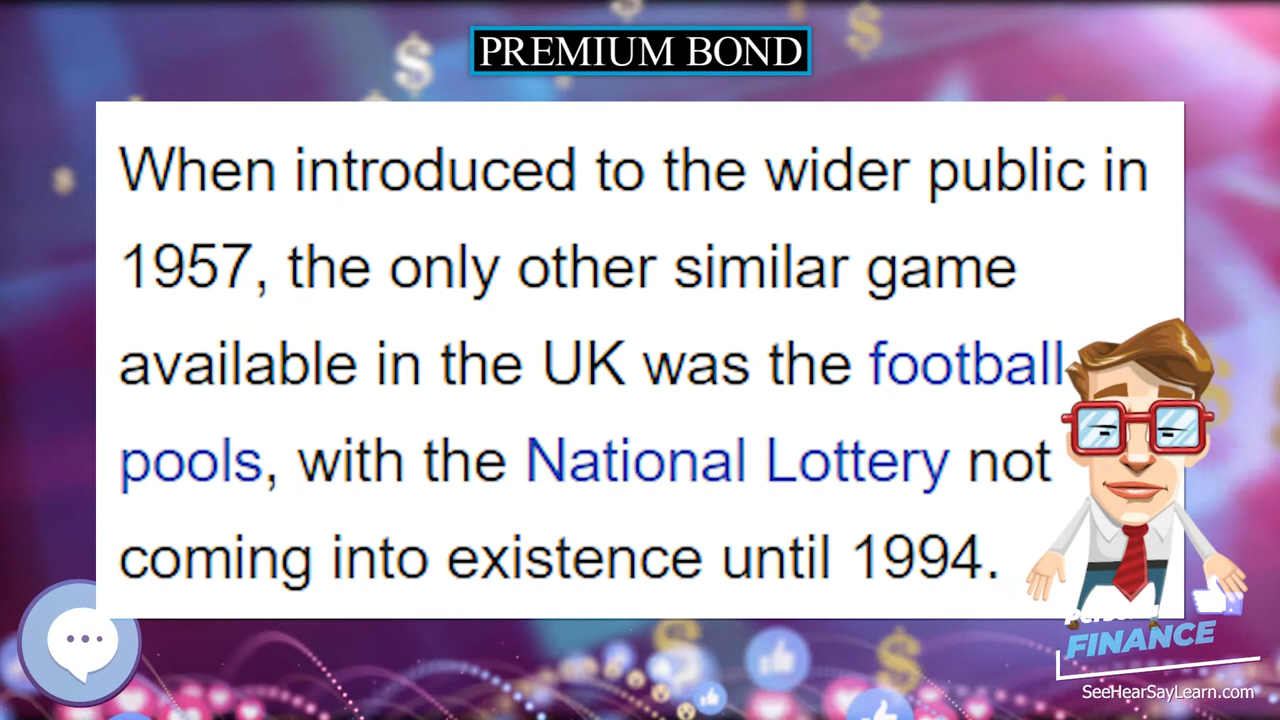 PREMIUM BOND
When introduced to the wider public in
1957, the only other similar game
available in the UK was the football
pools, with the National Lottery not
coming into existence until 1994.
FINANCE
SeeHearSayLearn.com